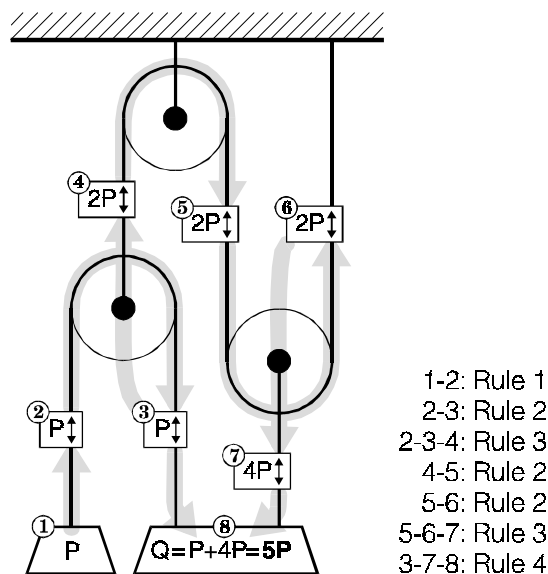 4
2P
5
2P
6
2P
2
P
3
P
7
4P
1
P
8
Q=P+4P=5P
1-2: Rule 1
2-3: Rule 2
2-3-4: Rule 3
4-5: Rule 2
5-6: Rule 2
5-6-7: Rule 3
3-7-8: Rule 4